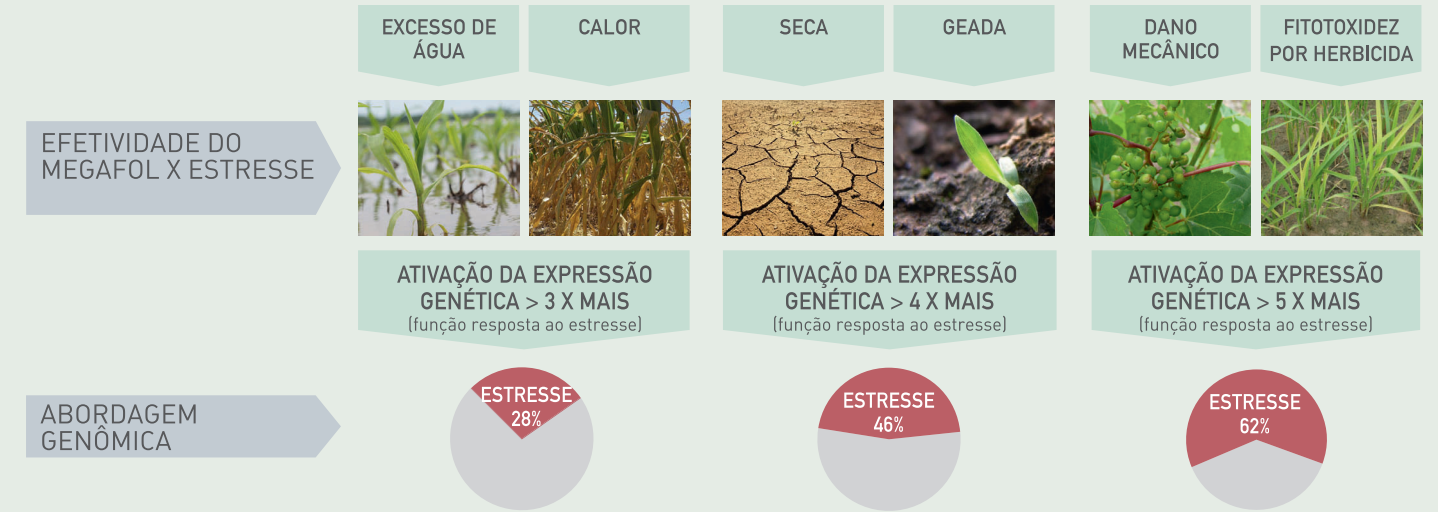 EXCESSO DE
ÁGUA
CALOR
SECA
GEADA
DANO
MECÂNICO
FITOTOXIDEZ
POR HERBICIDA
EFETIVIDADE DO
MEGAFOL X ESTRESSE
ATIVAÇÃO DA EXPRESSÃO
GENÉTICA > 3 X MAIS
(função resposta ao estresse)
ATIVAÇÃO DA EXPRESSÃO
GENÉTICA > 4 X MAIS
(função resposta ao estresse)
ATIVAÇÃO DA EXPRESSÃO
GENÉTICA > 5 X MAIS
(função resposta ao estresse)
ABORDAGEM
GENÔMICA
ESTRESSE
28%
ESTRESSE
46%
ESTRESSE
62%